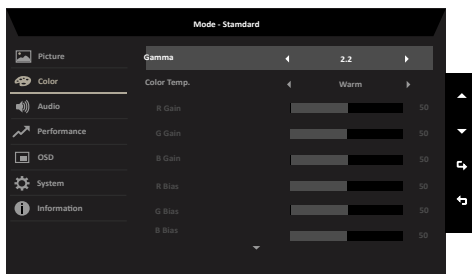 Mode - Stamdard
Picture
Gamma
2.2
Color
Color Temp.
Warm
Audio
R Gain
50
Performance
G Gain
50
OSD
B Gain
50
System
R Bias
50
Information
G Bias
50
B Bias
50